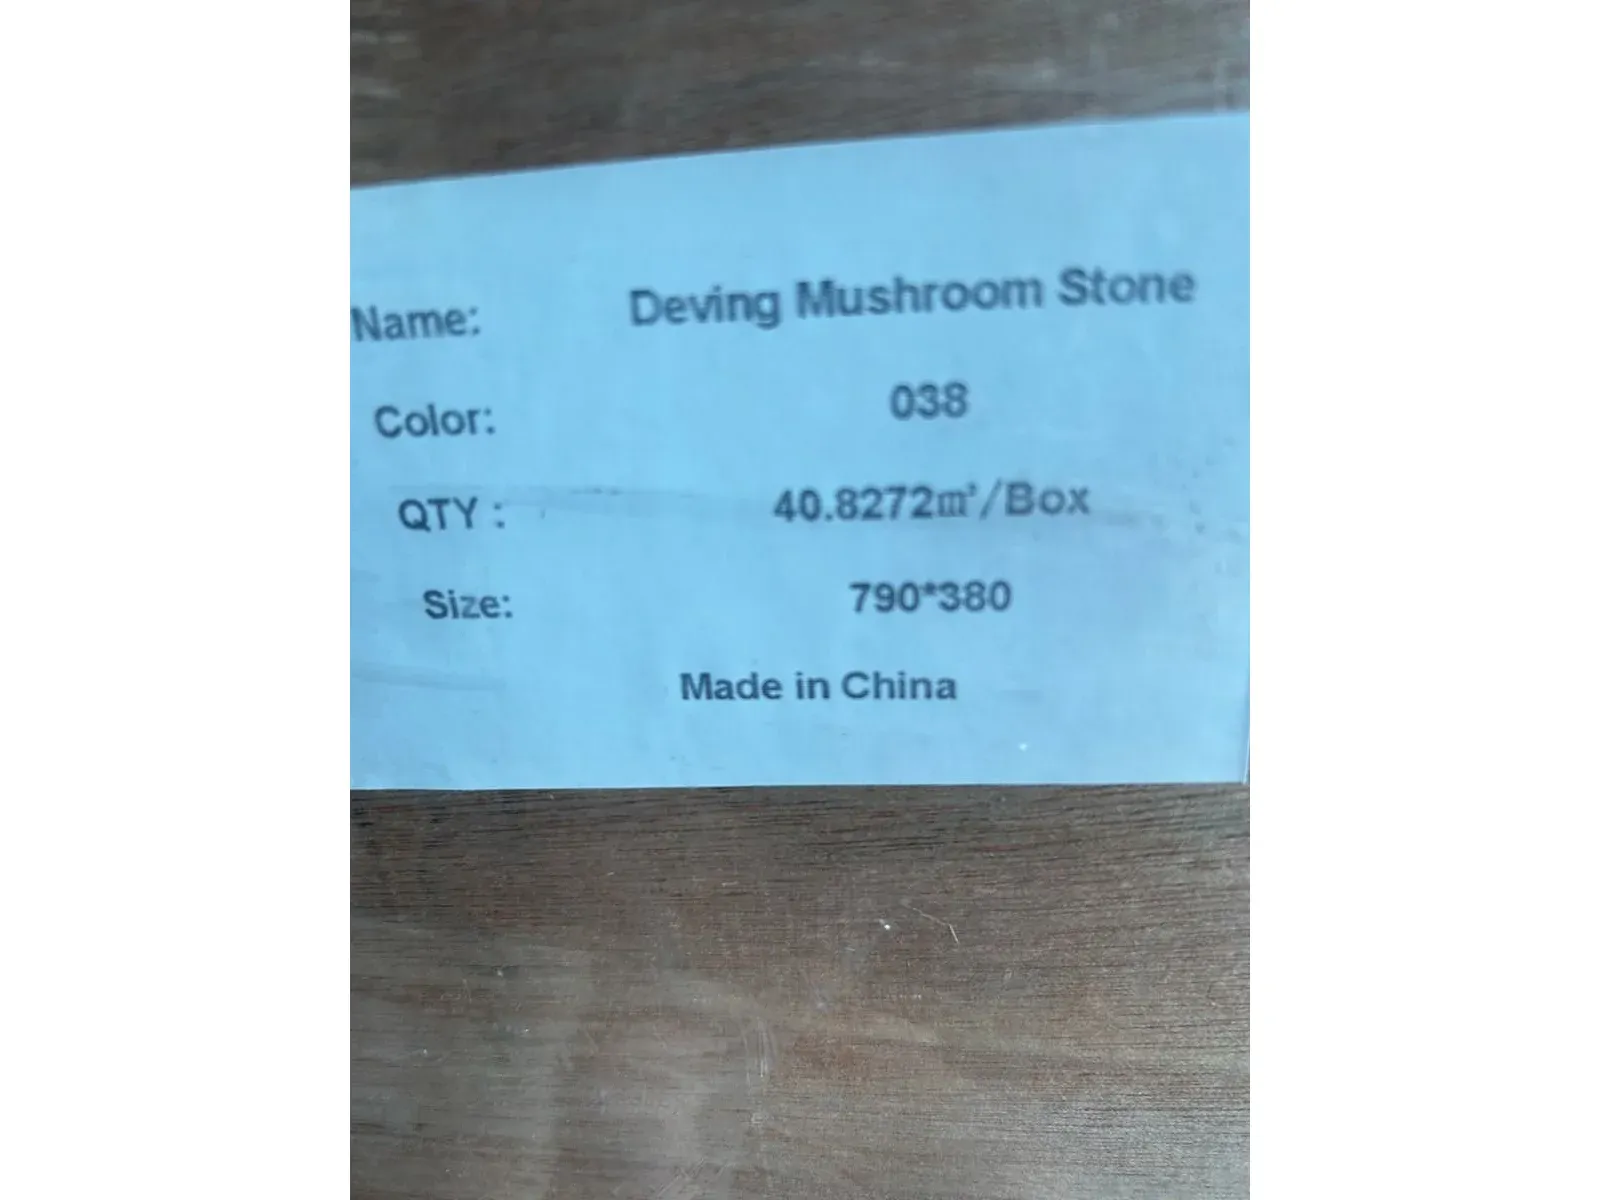 Name: Deving Mushroom Stone
Color: 038
QTY : 40.8272㎡/Box
Size: 790*380
Made in China